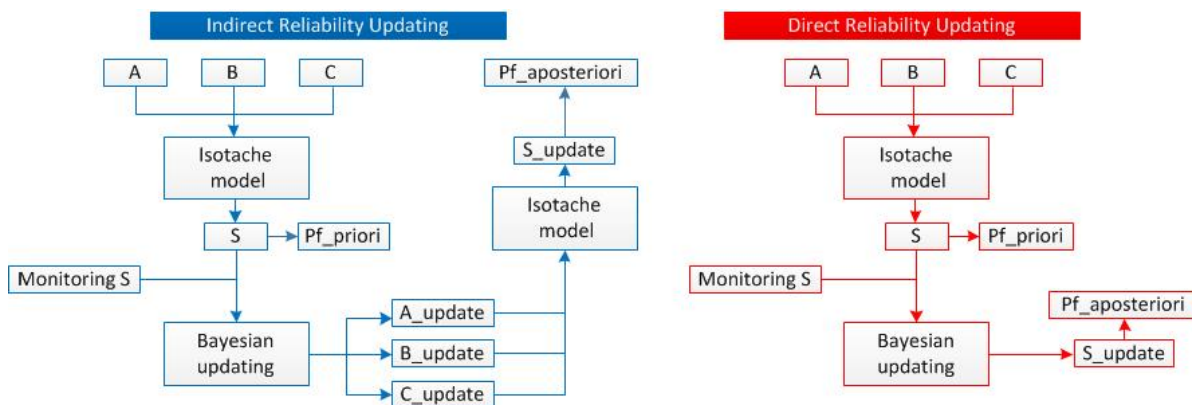 Indirect Reliability Updating
A
B
C
Isotache
model
S
Pf_priori
Monitoring S
Bayesian
updating
A_update
B_update
C_update
Isotache
model
S_update
Pf_aposteriori
Direct Reliability Updating
A
B
C
Isotache
model
S
Pf_priori
Monitoring S
Bayesian
updating
S_update
Pf_aposteriori